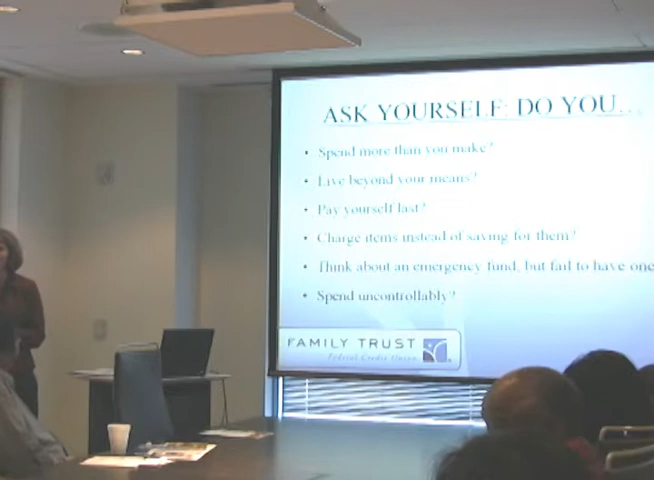 ASK YOURSELF: DO YOU...
• Spend more than you make?
• Live beyond your means?
• Pay yourself last?
• Charge items instead of saving for them?
• Think about an emergency fund, but fail to have one
• Spend uncontrollably?
FAMILY TRUST
Federal Credit Union